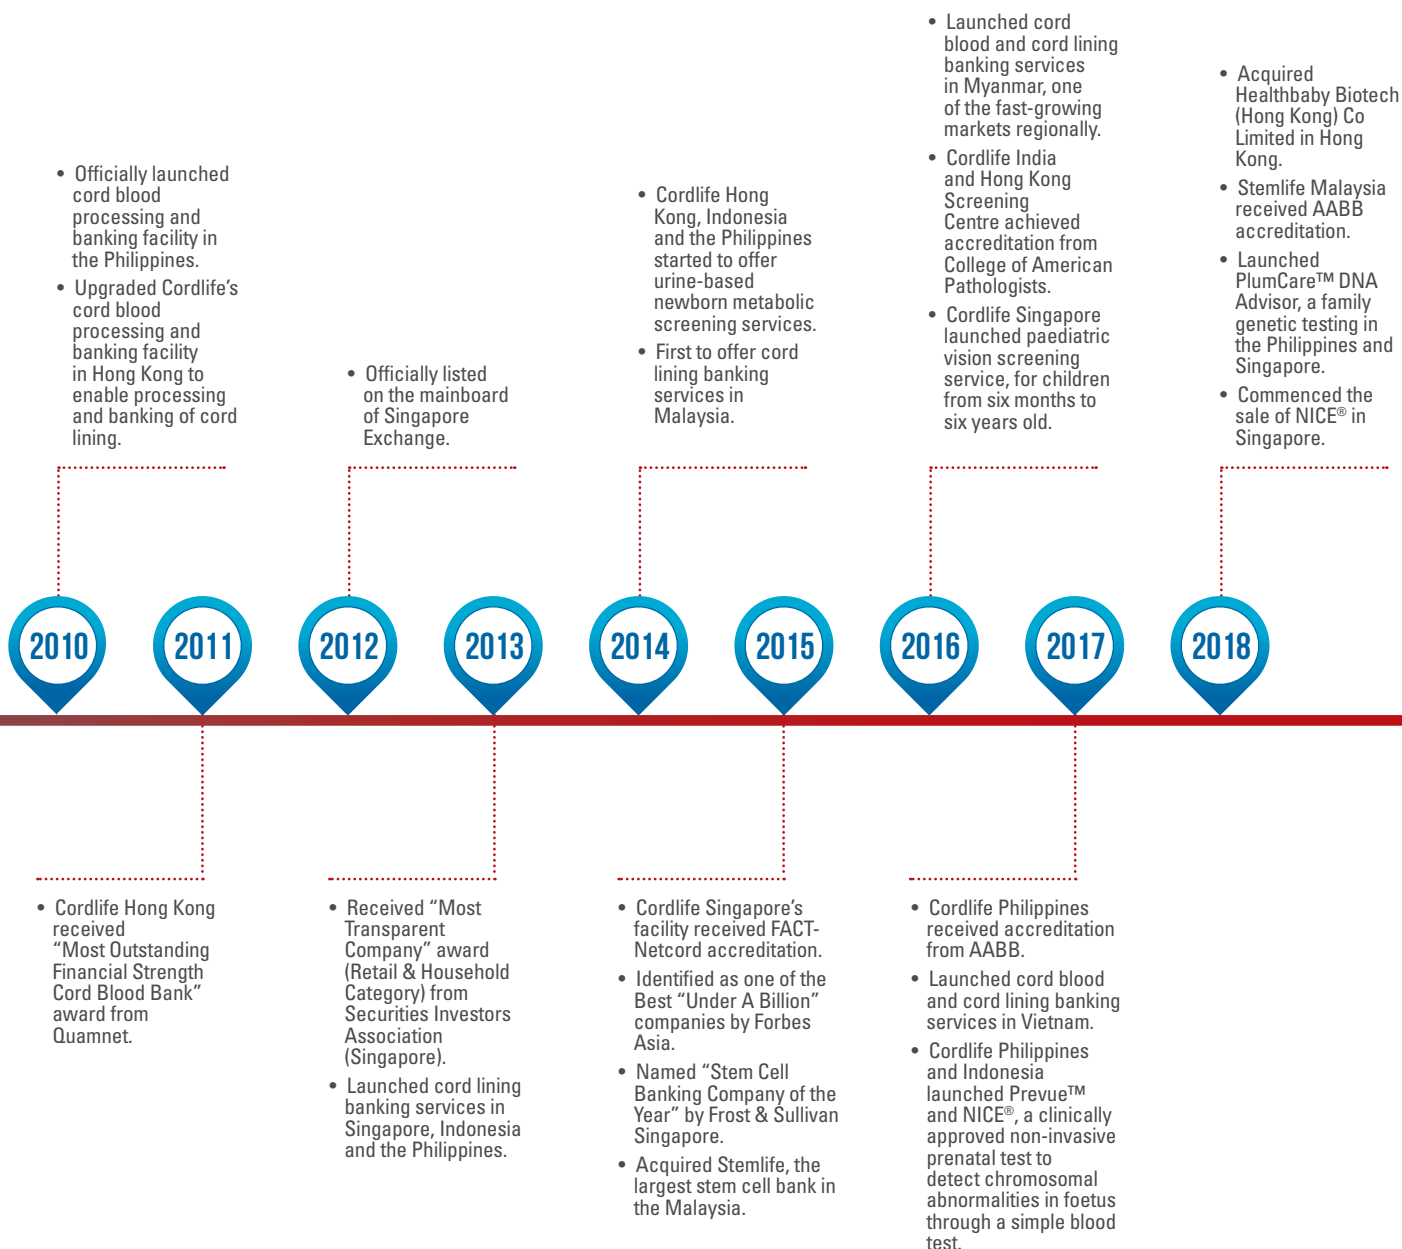 • Officially launched
cord blood
processing and
banking facility in
the Philippines.
• Upgraded Cordlife's
cord blood
processing and
banking facility
in Hong Kong to
enable processing
and banking of cord
lining.
• Officially listed
on the mainboard
of Singapore
Exchange.
• Cordlife Hong
Kong, Indonesia
and the Philippines
started to offer
urine-based
newborn metabolic
screening services.
• First to offer cord
lining banking
services in
Malaysia.
• Launched cord
blood and cord lining
banking services
in Myanmar, one
of the fast-growing
markets regionally.
• Cordlife India
and Hong Kong
Screening
Centre achieved
accreditation from
College of American
Pathologists.
• Cordlife Singapore
launched paediatric
vision screening
service, for children
from six months to
six years old.
• Acquired
Healthbaby Biotech
(Hong Kong) Co
Limited in Hong
Kong.
• Stemlife Malaysia
received AABB
accreditation.
• Launched
PlumCare™ DNA
Advisor, a family
genetic testing in
the Philippines and
Singapore.
• Commenced the
sale of NICE® in
Singapore.
2010
2011
2012
2013
2014
2015
2016
2017
2018
• Cordlife Hong Kong
received
“Most Outstanding
Financial Strength
Cord Blood Bank”
award from
Quamnet.
• Received “Most
Transparent
Company” award
(Retail & Household
Category) from
Securities Investors
Association
(Singapore).
• Launched cord lining
banking services in
Singapore, Indonesia
and the Philippines.
• Cordlife Singapore's
facility received FACT-
Netcord accreditation.
• Identified as one of the
Best “Under A Billion”
companies by Forbes
Asia.
• Named “Stem Cell
Banking Company of the
Year” by Frost & Sullivan
Singapore.
• Acquired Stemlife, the
largest stem cell bank in
the Malaysia.
• Cordlife Philippines
received accreditation
from AABB.
• Launched cord blood
and cord lining banking
services in Vietnam.
• Cordlife Philippines
and Indonesia
launched Prevue™
and NICE®, a clinically
approved non-invasive
prenatal test to
detect chromosomal
abnormalities in foetus
through a simple blood
test.